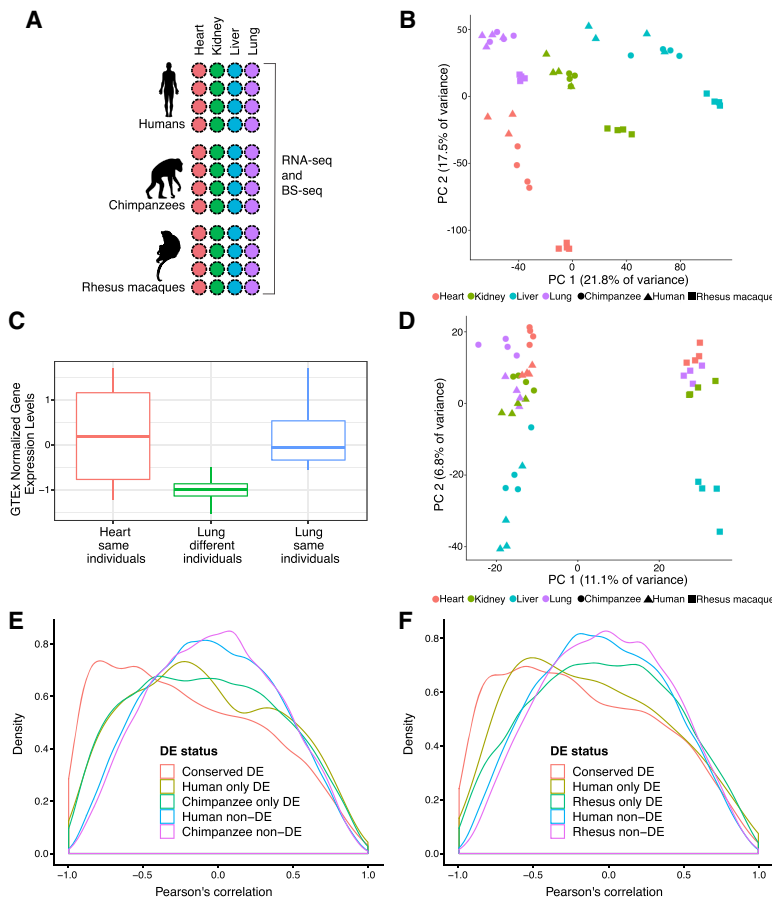 A
Heart
Kidney
Liver
Lung
Humans
Chimpanzees
Rhesus macaques
RNA-seq
and
BS-seq
B
PC 2 (17.5% of variance)
50
0
-50
-100
-40
0
40
80
PC 1 (21.8% of variance)
Heart Kidney Liver Lung Chimpanzee Human Rhesus macaque
C
GTEx Normalized Gene
Expression Levels
1
0
−1
Heart
same
individuals
Lung
different
individuals
Lung
same
individuals
D
PC 2 (6.8% of variance)
20
0
-20
-40
-20
0
20
PC 1 (11.1% of variance)
Heart Kidney Liver Lung Chimpanzee Human Rhesus macaque
E
Density
0.8
0.6
0.4
0.2
0.0
DE status
Conserved DE
Human only DE
Chimpanzee only DE
Human non−DE
Chimpanzee non−DE
−1.0
−0.5
0.0
0.5
1.0
Pearson's correlation
F
Density
0.8
0.6
0.4
0.2
0.0
DE status
Conserved DE
Human only DE
Rhesus only DE
Human non−DE
Rhesus non−DE
−1.0
−0.5
0.0
0.5
1.0
Pearson's correlation